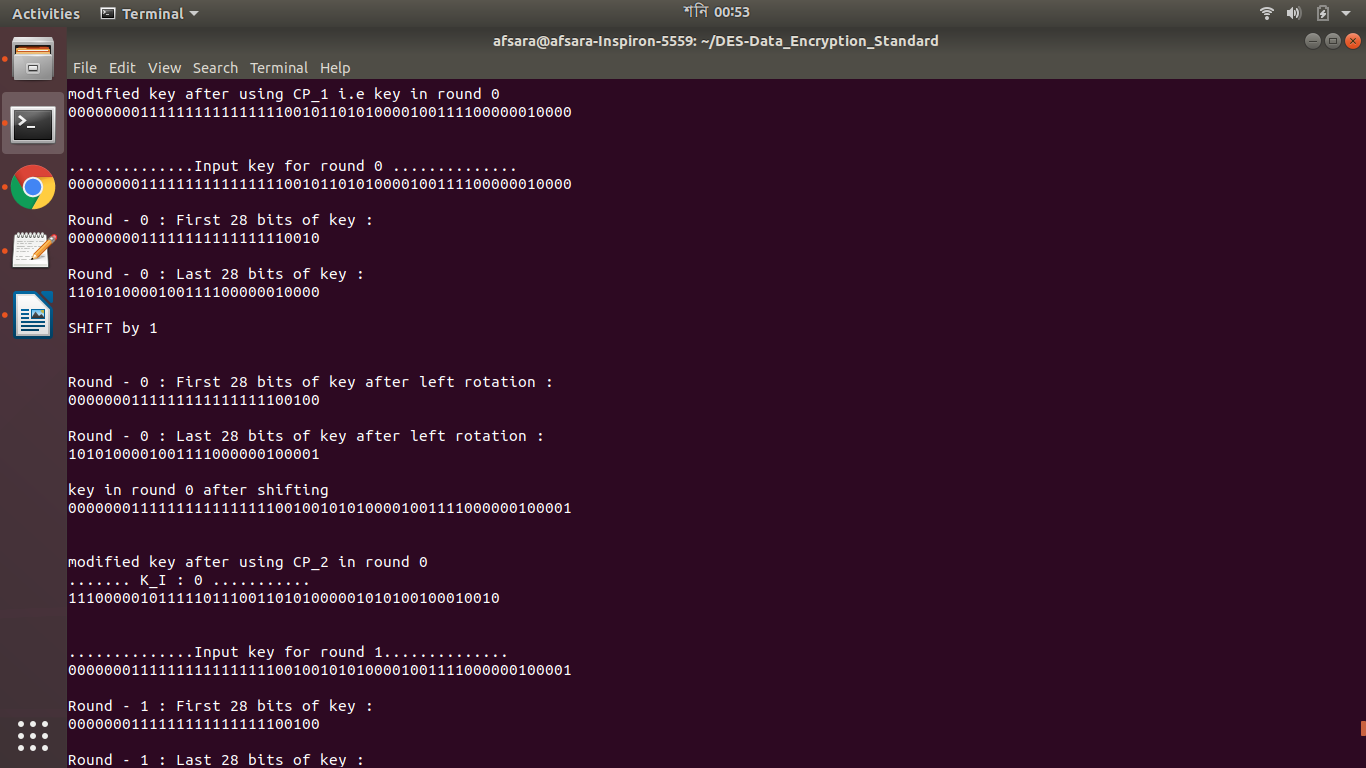 Activities
Terminal
শনি 00:53
afsara@afsara-Inspiron-5559: ~/DES-Data_Encryption_Standard
File Edit View Search Terminal Help
modified key after using CP_1 i.e key in round 0
00000000111111111111111100101101010000100111100000010000
..............Input key for round 0 ..............
00000000111111111111111100101101010000100111100000010000
Round - 0 : First 28 bits of key :
0000000011111111111111110010
Round - 0 : Last 28 bits of key :
1101010000100111100000010000
SHIFT by 1
Round - 0 : First 28 bits of key after left rotation :
0000000111111111111111100100
Round - 0 : Last 28 bits of key after left rotation :
1010100001001111000000100001
key in round 0 after shifting
00000001111111111111111001001010100001001111000000100001
modified key after using CP_2 in round 0
....... K_I : 0 ...........
111000001011111011100110101000001010100100010010
..............Input key for round 1..............
00000001111111111111111001001010100001001111000000100001
Round - 1 : First 28 bits of key :
0000000111111111111111100100
Round - 1 : Last 28 bits of key :